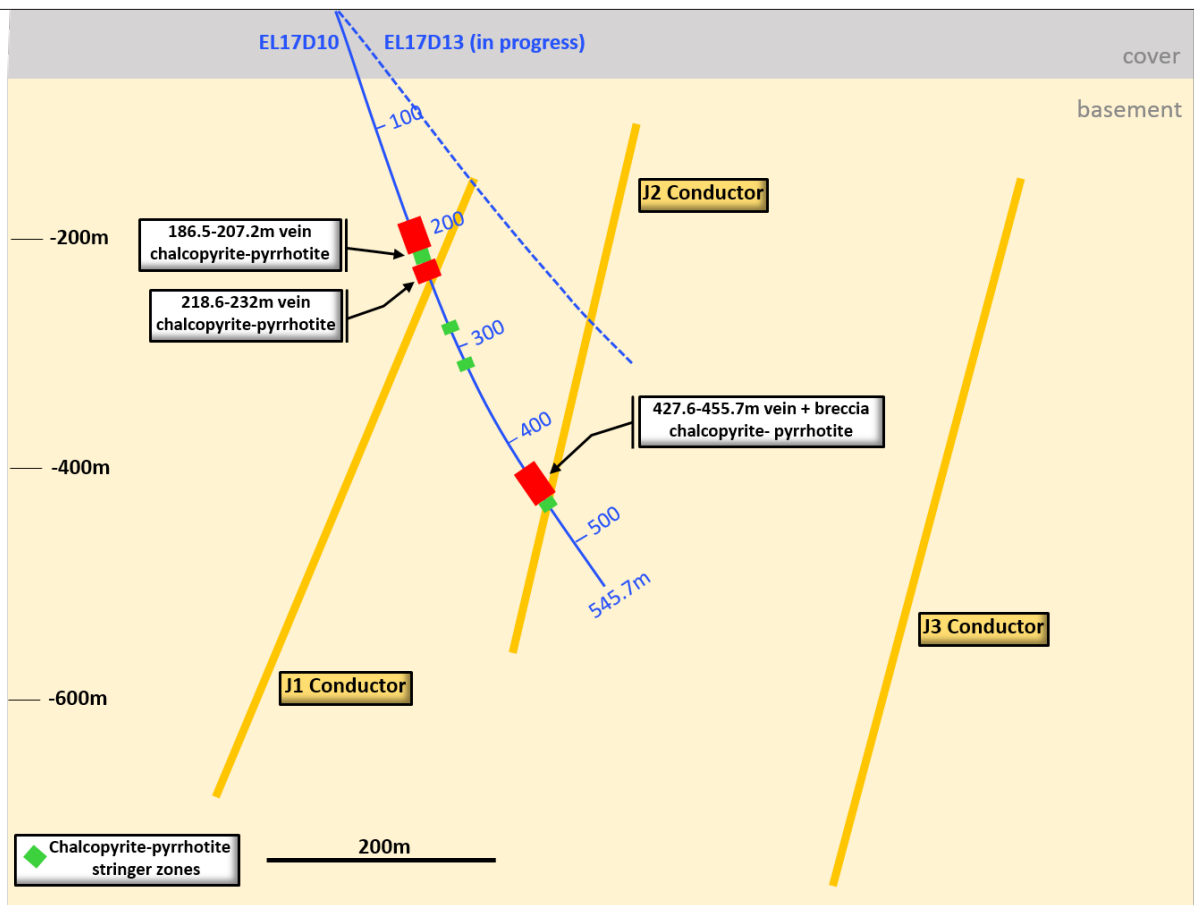 EL17D10
EL17D13 (in progress)
cover
basement
100
J2 Conductor
200
-200m
186.5-207.2m vein
chalcopyrite-pyrrhotite
218.6-232m vein
chalcopyrite-pyrrhotite
300
400
427.6-455.7m vein + breccia
chalcopyrite- pyrrhotite
-400m
500
545.7m
J3 Conductor
J1 Conductor
-600m
Chalcopyrite-pyrrhotite
stringer zones
200m